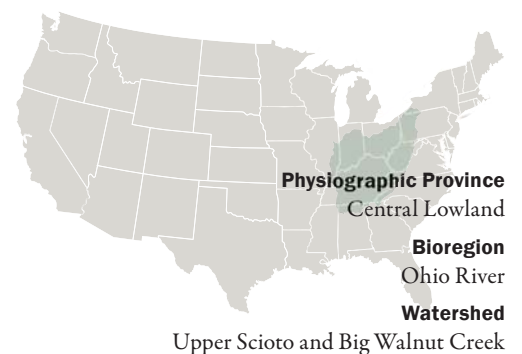 Physiographic Province
Central Lowland
Bioregion
Ohio River
Watershed
Upper Scioto and Big Walnut Creek